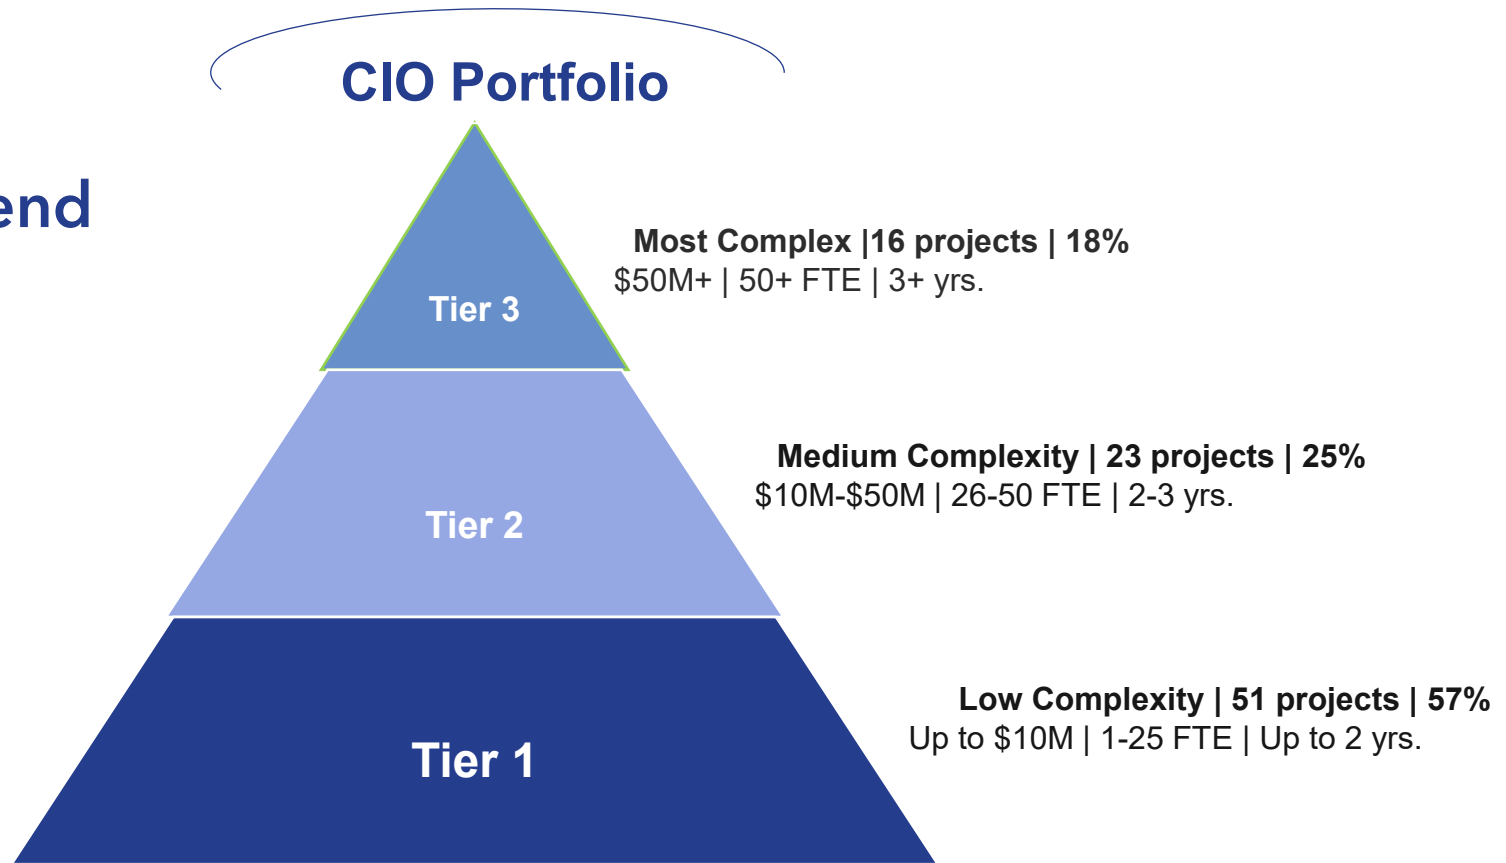 CIO Portfolio
end
Most Complex |16 projects | 18%
$50M+ | 50+ FTE | 3+ yrs.
Tier 3
Medium Complexity | 23 projects | 25%
$10M-$50M | 26-50 FTE | 2-3 yrs.
Tier 2
Low Complexity | 51 projects | 57%
Up to $10M | 1-25 FTE | Up to 2 yrs.
Tier 1